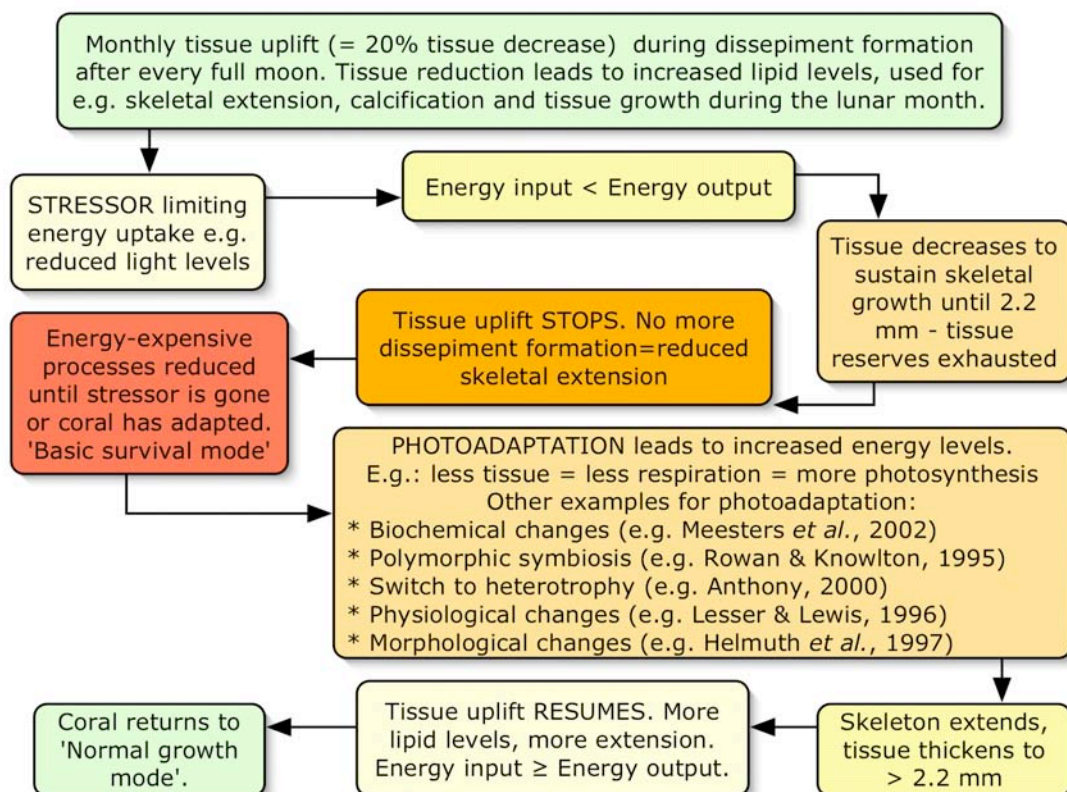 Monthly tissue uplift (= 20% tissue decrease)  during dissepiment formation
after every full moon. Tissue reduction leads to increased lipid levels, used for
e.g. skeletal extension, calcification and tissue growth during the lunar month.
STRESSOR limiting
energy uptake e.g.
reduced light levels
Energy input < Energy output
Tissue decreases to
sustain skeletal
growth until 2.2
mm - tissue
reserves exhausted
Tissue uplift STOPS. No more
dissepiment formation=reduced
skeletal extension
Energy-expensive
processes reduced
until stressor is gone
or coral has adapted.
'Basic survival mode'
PHOTOADAPTATION leads to increased energy levels.
E.g.: less tissue = less respiration = more photosynthesis
Other examples for photoadaptation:
* Biochemical changes (e.g. Meesters et al., 2002)
* Polymorphic symbiosis (e.g. Rowan & Knowlton, 1995)
* Switch to heterotrophy (e.g. Anthony, 2000)
* Physiological changes (e.g. Lesser & Lewis, 1996)
* Morphological changes (e.g. Helmuth et al., 1997)
Skeleton extends,
tissue thickens to
> 2.2 mm
Tissue uplift RESUMES. More
lipid levels, more extension.
Energy input ≥ Energy output.
Coral returns to
'Normal growth
mode'.